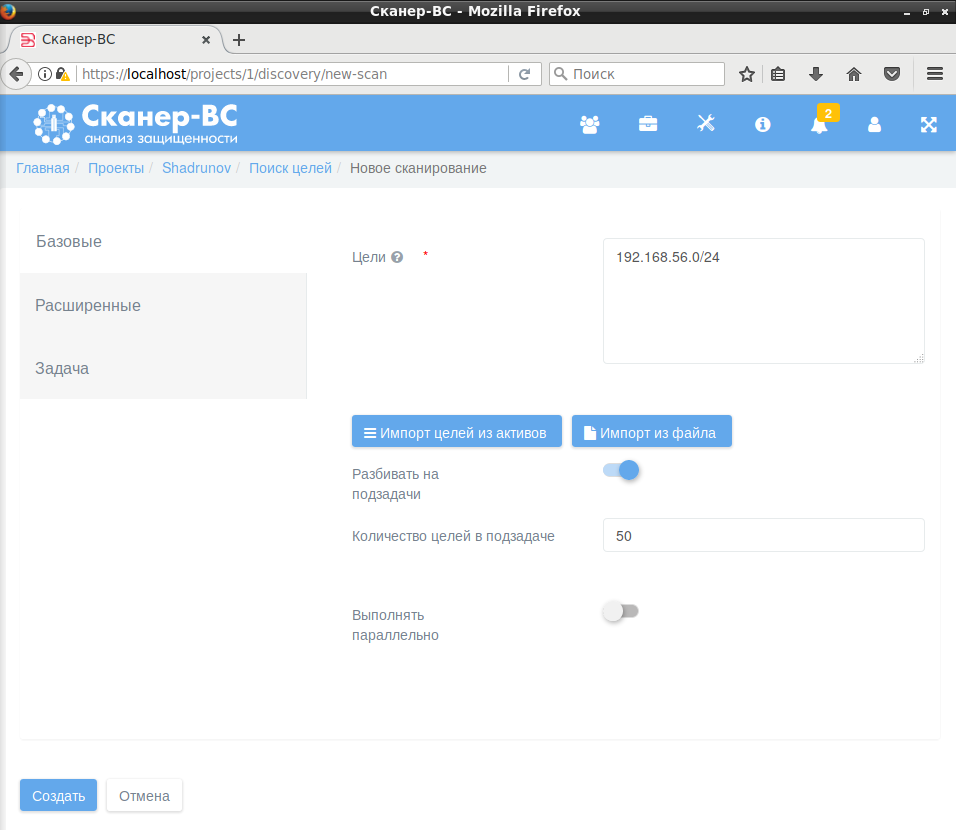 Сканер-ВС - Mozilla Firefox
Сканер-ВС
https://localhost/projects/1/discovery/new-scan
Поиск
Сканер-ВС
анализ защищенности
2
Главная / Проекты / Shadrunov / Поиск целей / Новое сканирование
Базовые
Расширенные
Задача
Цели *
192.168.56.0/24
Импорт целей из активов
Импорт из файла
Разбивать на
подзадачи
Количество целей в подзадаче
50
Выполнять
параллельно
Создать
Отмена